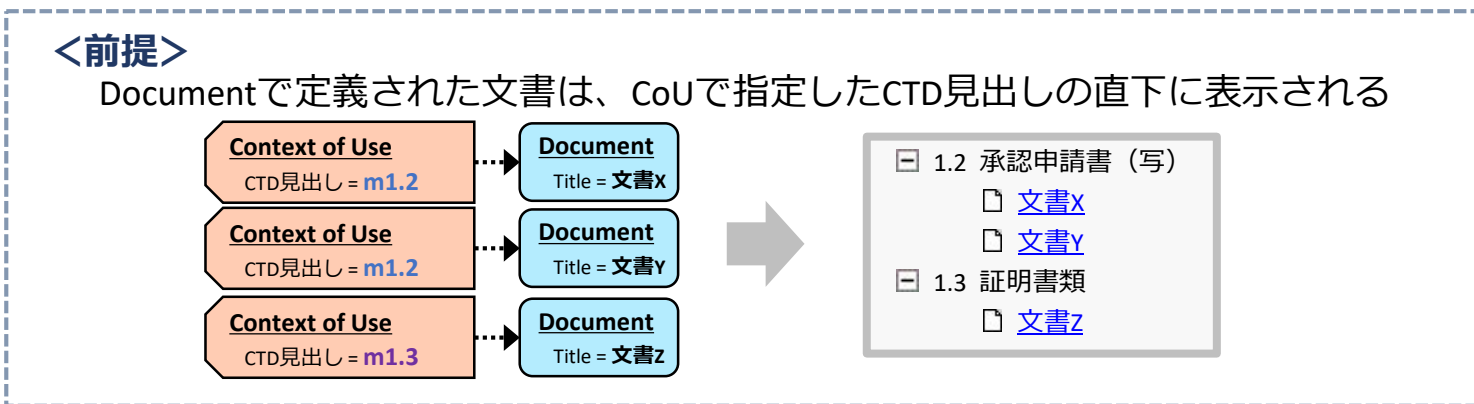 ＜前提＞
Documentで定義された文書は、CoUで指定したCTD見出しの直下に表示される
Context of Use
CTD見出し = m1.2
Document
Title = 文書X
Context of Use
CTD見出し = m1.2
Document
Title = 文書Y
Context of Use
CTD見出し = m1.3
Document
Title = 文書Z
1.2 承認申請書（写）
文書X
文書Y
1.3 証明書類
文書Z